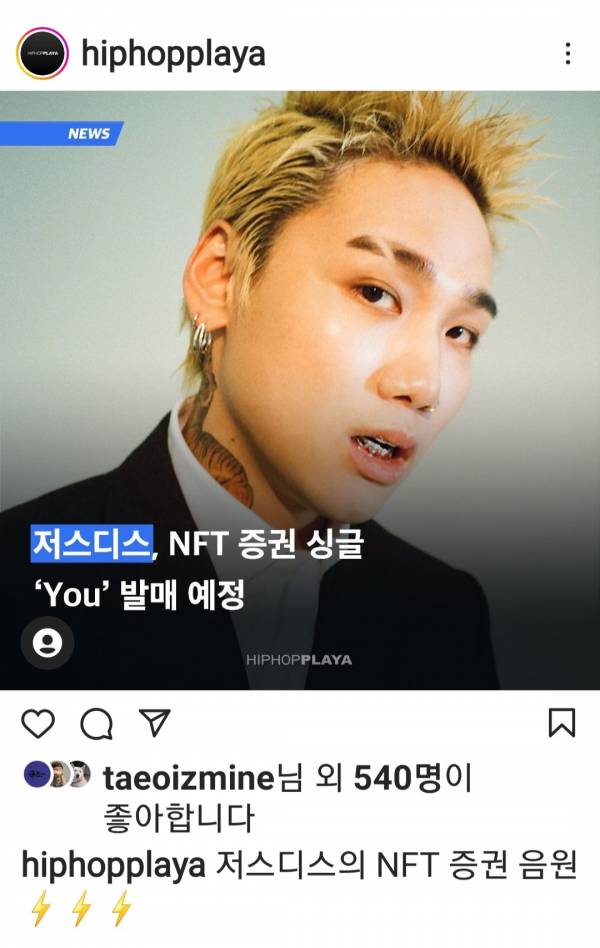 hiphopplaya
HIPHOPPLAYA
NEWS
저스디스, NFT 증권 싱글
‘You’ 발매 예정
HIPHOPPLAYA
taeoizmine님 외 540명이
좋아합니다
hiphopplaya 저스디스의 NFT 증권 음원
⚡⚡⚡